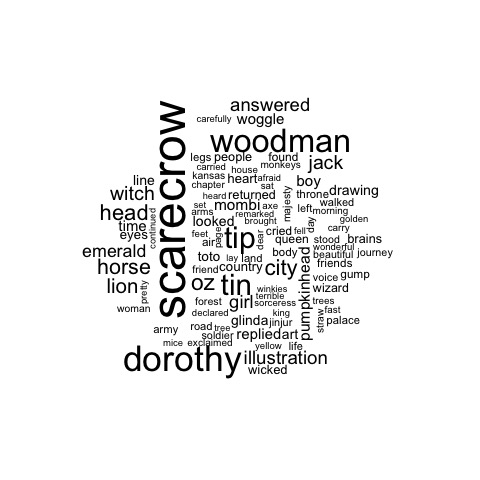 answered
carefully woggle
woodman
scarecrow
legs people found
carried house monkeys jack
kansas heart afraid
line chapter sat boy
witch heard returned throne drawing
head set mombi axe majesty left walked
arms remarked morning
time continued looked brought day golden
eyes feet page cried fell carry
air tip dear queen stood brains
emerald body wonderful
toto lay land beautiful journey
horse friend country city pumpkinhead friends
lion pretty oz tin winkies voice gump
terrible wizard
woman forest girl sorceress trees
declared king straw fast
army road tree glinda jinjur palace
soldier replied art
mice exclaimed yellow life
dorothy illustration
wicked